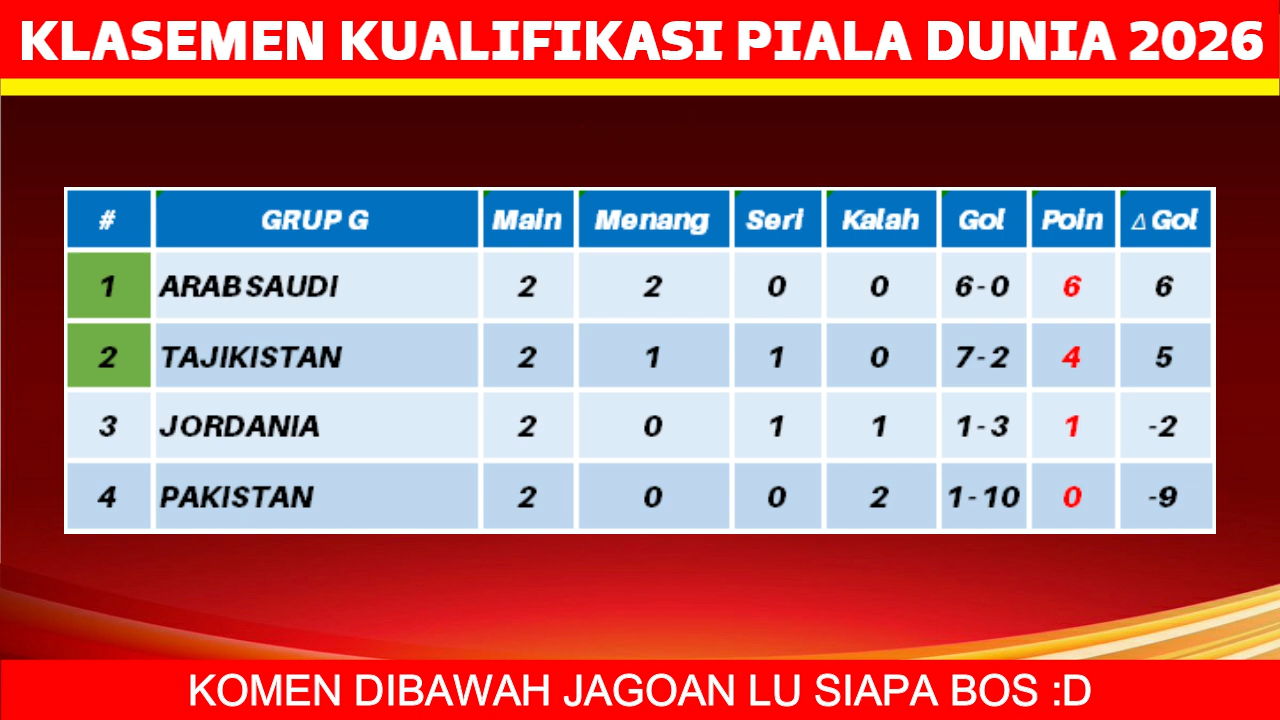 KLASEMEN KUALIFIKASI PIALA DUNIA 2026
# GRUP G Main Menang Seri Kalah Gol Poin △ Gol
1 ARAB SAUDI 2 2 0 0 6-0 6 6
2 TAJIKISTAN 2 1 1 0 7-2 4 5
3 JORDANIA 2 0 1 1 1-3 1 -2
4 PAKISTAN 2 0 0 2 1-10 0 -9
KOMEN DIBAWAH JAGOAN LU SIAPA BOS :D